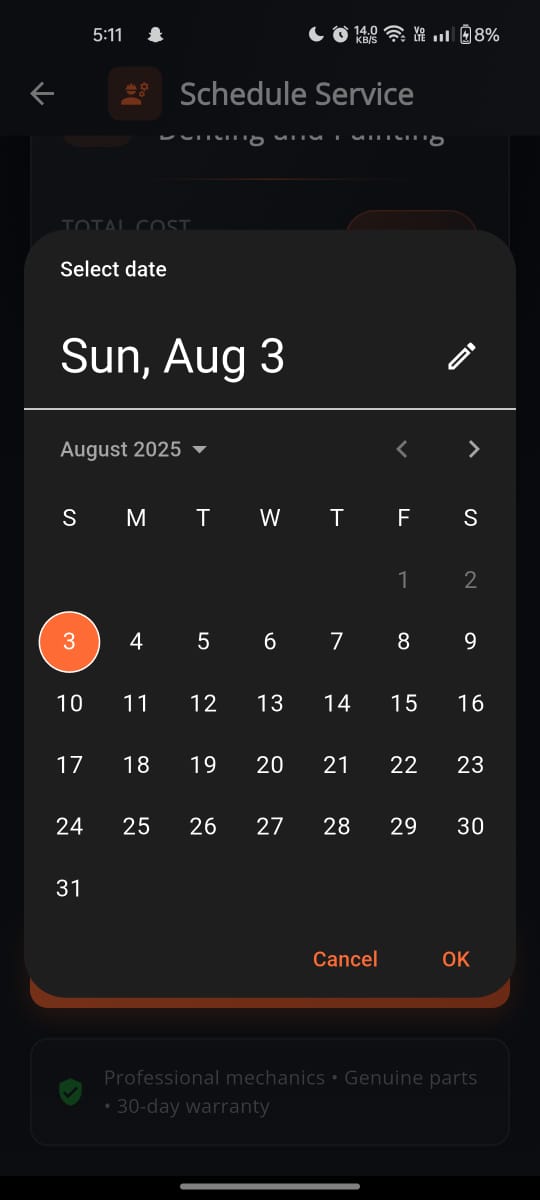 5:11 14.0 KB/S Vo LTE 8%
Schedule Service
Denting and Painting
TOTAL COST
Select date
Sun, Aug 3
August 2025
S M T W T F S
1 2
3 4 5 6 7 8 9
10 11 12 13 14 15 16
17 18 19 20 21 22 23
24 25 26 27 28 29 30
31
Cancel OK
Professional mechanics • Genuine parts
• 30-day warranty